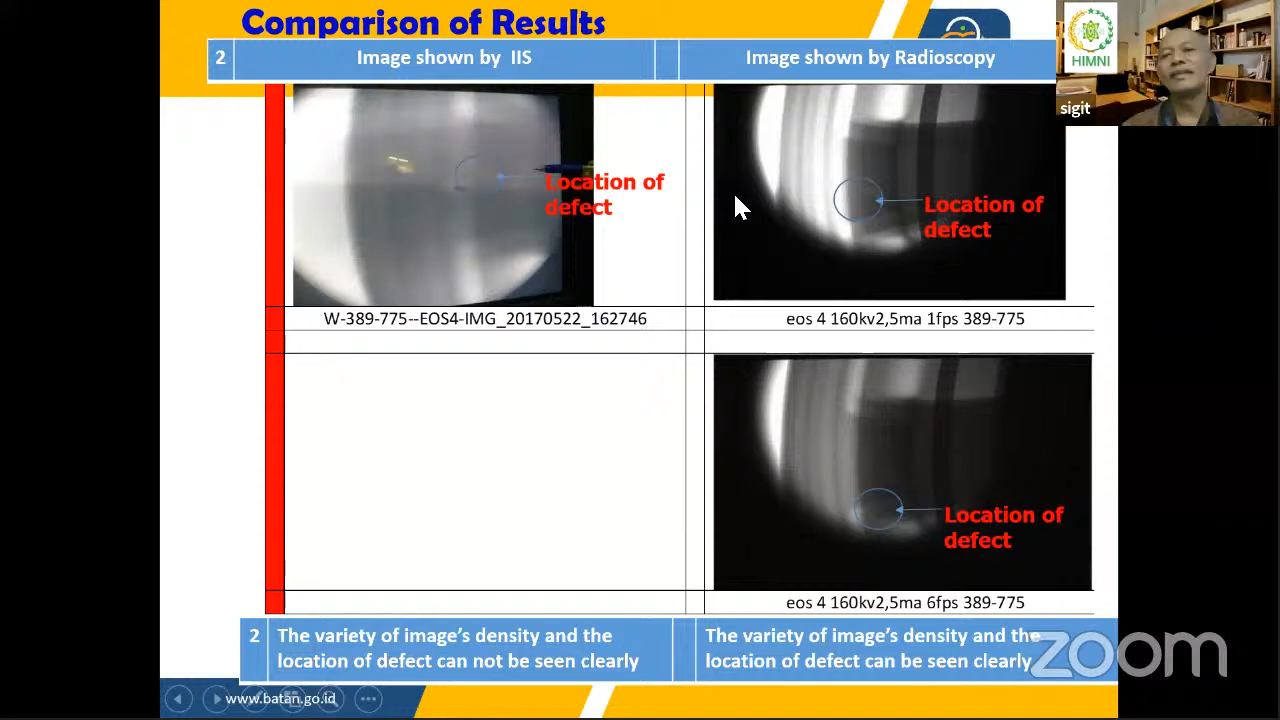 Comparison of Results
2 Image shown by IIS Image shown by Radioscopy
HIMNI
sigit
Location of
defect
Location of
defect
W-389-775--EOS4-IMG_20170522_162746
eos 4 160kv2,5ma 1fps 389-775
Location of
defect
eos 4 160kv2,5ma 6fps 389-775
2 The variety of image's density and the
location of defect can not be seen clearly
The variety of image's density and the
location of defect can be seen clearly
zoom
www.batan.go.id